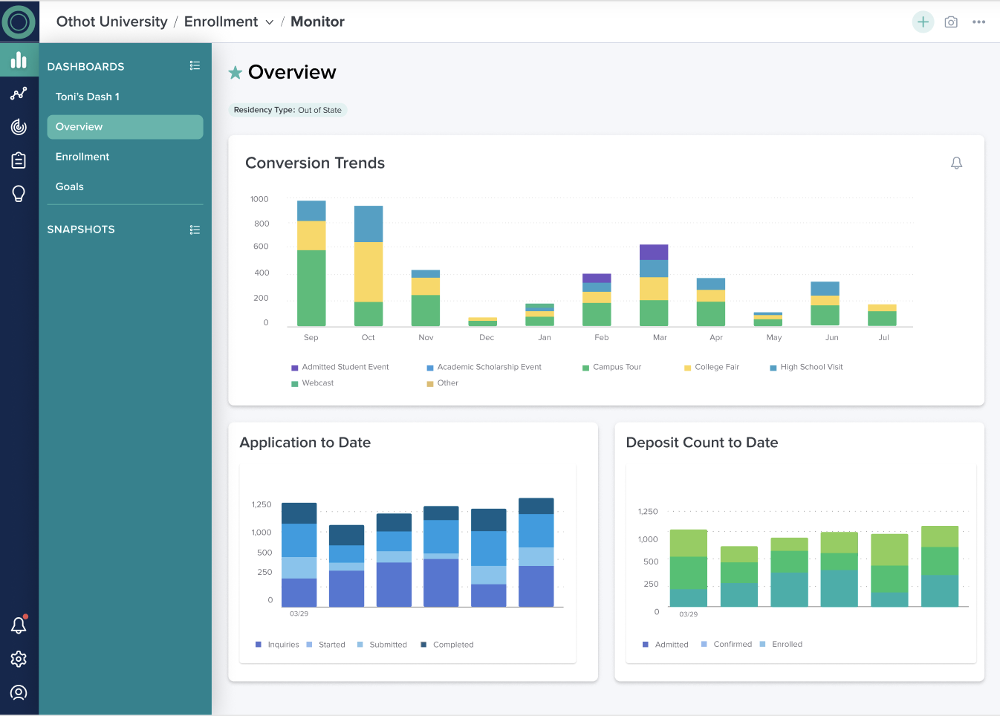 Othot University / Enrollment / Monitor
DASHBOARDS
Toni's Dash 1
Overview
Enrollment
Goals
SNAPSHOTS
Overview
Residency Type: Out of State
Conversion Trends
1000
800
600
400
200
0
Sep Oct Nov Dec Jan Feb Mar Apr May Jun Jul
Admitted Student Event Academic Scholarship Event Campus Tour College Fair High School Visit
Webcast Other
Application to Date
1,250
1,000
500
250
0
03/29
Inquiries Started Submitted Completed
Deposit Count to Date
1,250
1,000
500
250
0
03/29
Admitted Confirmed Enrolled